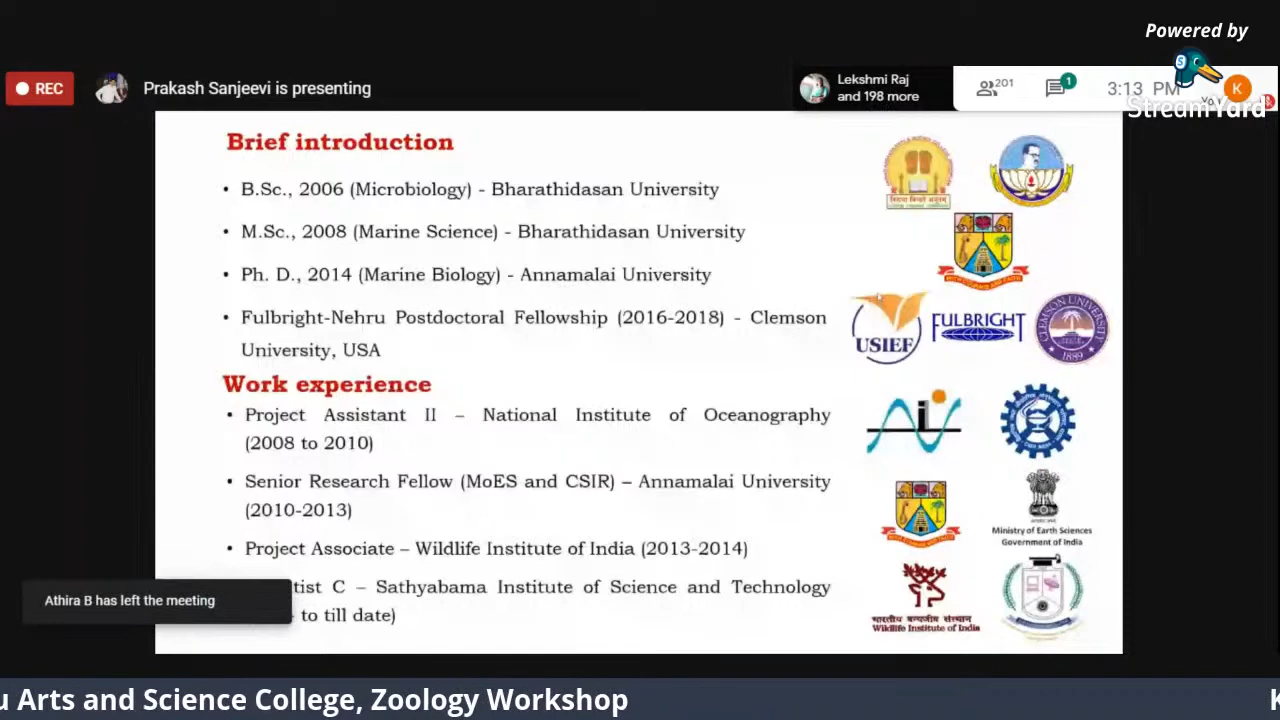 Powered by
StreamYard
REC
Prakash Sanjeevi is presenting
Lekshmi Raj
and 198 more
201
1
3:13 PM
K
Brief introduction
• B.Sc., 2006 (Microbiology) - Bharathidasan University
• M.Sc., 2008 (Marine Science) - Bharathidasan University
• Ph. D., 2014 (Marine Biology) - Annamalai University
• Fulbright-Nehru Postdoctoral Fellowship (2016-2018) - Clemson
University, USA
USIEF
FULBRIGHT
CLEMSON UNIVERSITY
1889
Work experience
• Project Assistant II – National Institute of Oceanography
(2008 to 2010)
• Senior Research Fellow (MoES and CSIR) – Annamalai University
(2010-2013)
• Project Associate – Wildlife Institute of India (2013-2014)
tist C – Sathyabama Institute of Science and Technology
to till date)
Ministry of Earth Sciences
Government of India
भारतीय वन्यजीव संस्थान
Wildlife Institute of India
Athira B has left the meeting
u Arts and Science College, Zoology Workshop
K